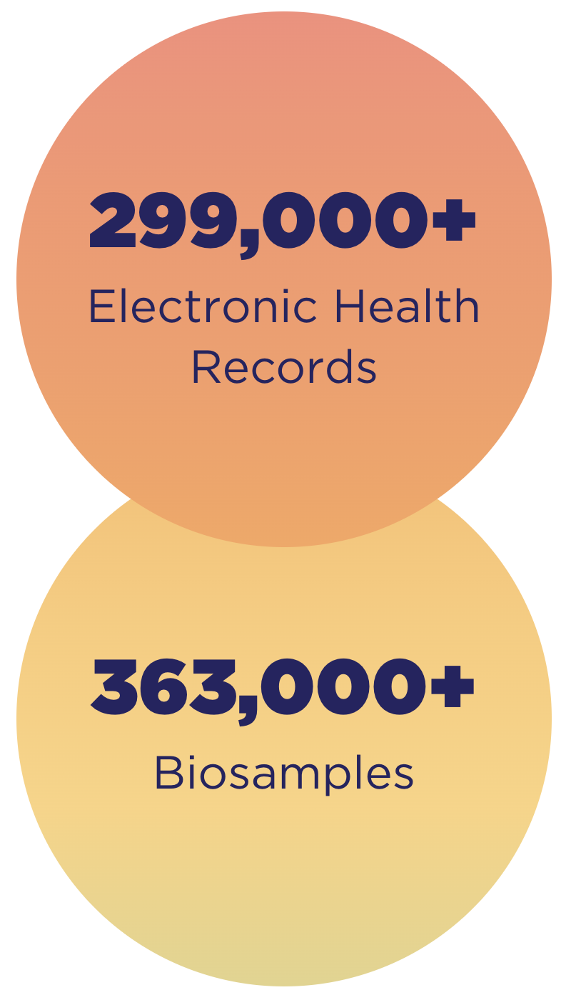 299,000+
Electronic Health
Records
363,000+
Biosamples